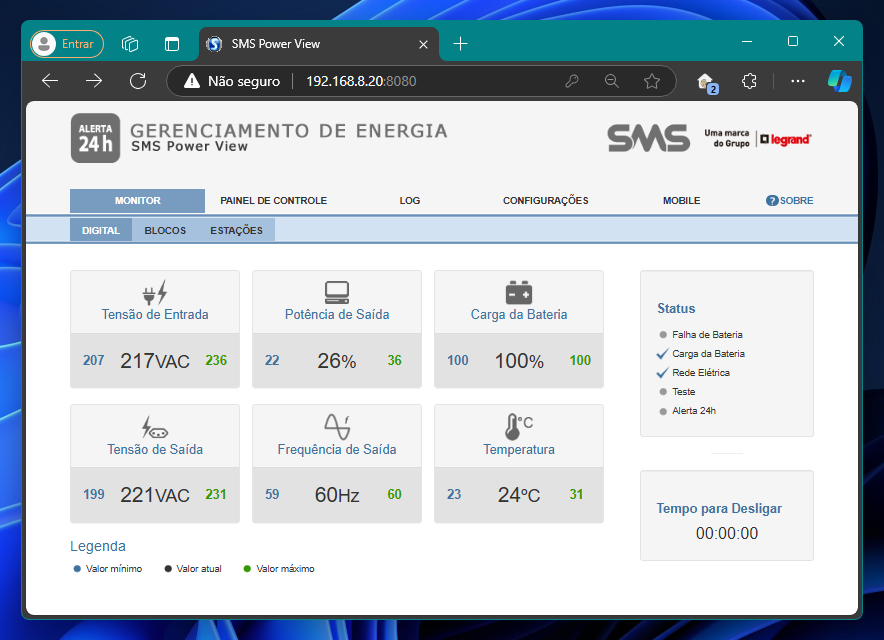 Entrar
SMS Power View
Não seguro
192.168.8.20:8080
2
ALERTA
24h
GERENCIAMENTO DE ENERGIA
SMS Power View
SMS
Uma marca
do Grupo
legrand
MONITOR PAINEL DE CONTROLE LOG CONFIGURAÇÕES MOBILE ? SOBRE
DIGITAL BLOCOS ESTAÇÕES
Tensão de Entrada
207 217VAC 236
Potência de Saída
22 26% 36
Carga da Bateria
100 100% 100
Tensão de Saída
199 221VAC 231
Frequência de Saída
59 60Hz 60
°C
Temperatura
23 24ºC 31
Legenda
Valor mínimo Valor atual Valor máximo
Status
Falha de Bateria
Carga da Bateria
Rede Elétrica
Teste
Alerta 24h
Tempo para Desligar
00:00:00